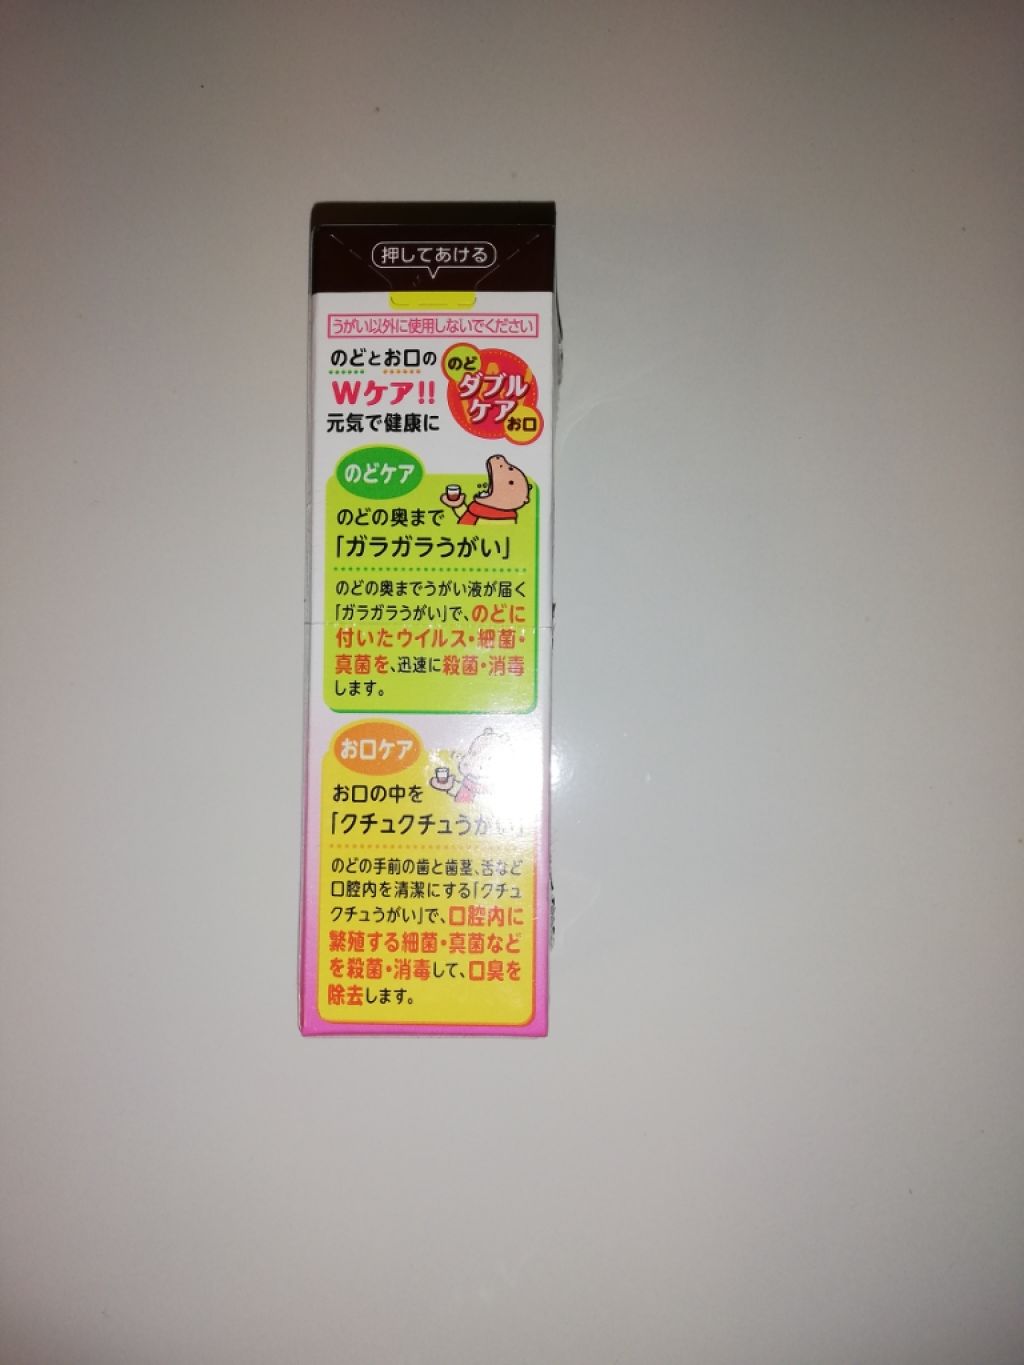 押してあける
うがい以外に使用しないでください
のどとお口の
Wケア!!
元気で健康に
のど
ダブル
ケア
お口
のどケア
のどの奥まで
「ガラガラうがい」
のどの奥までうがい液が届く
「ガラガラうがい」で、のどに
付いたウイルス・細菌・
真菌を、迅速に殺菌・消毒
します。
お口ケア
お口の中を
「クチュクチュうがい」
のどの手前の歯と歯茎、舌など
口腔内を清潔にする「クチュ
クチュうがい」で、口腔内に
繁殖する細菌・真菌など
を殺菌・消毒して、口臭を
除去します。